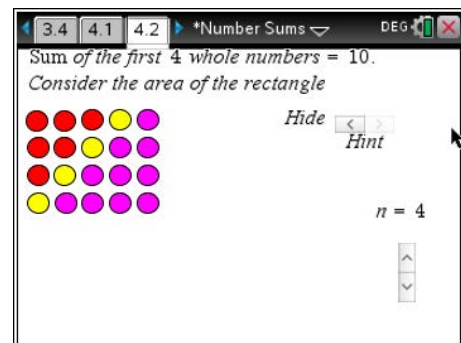 3.4 4.1 4.2 *Number Sums DEG
Sum of the first 4 whole numbers = 10.
Consider the area of the rectangle
Hide < >
Hint
n = 4